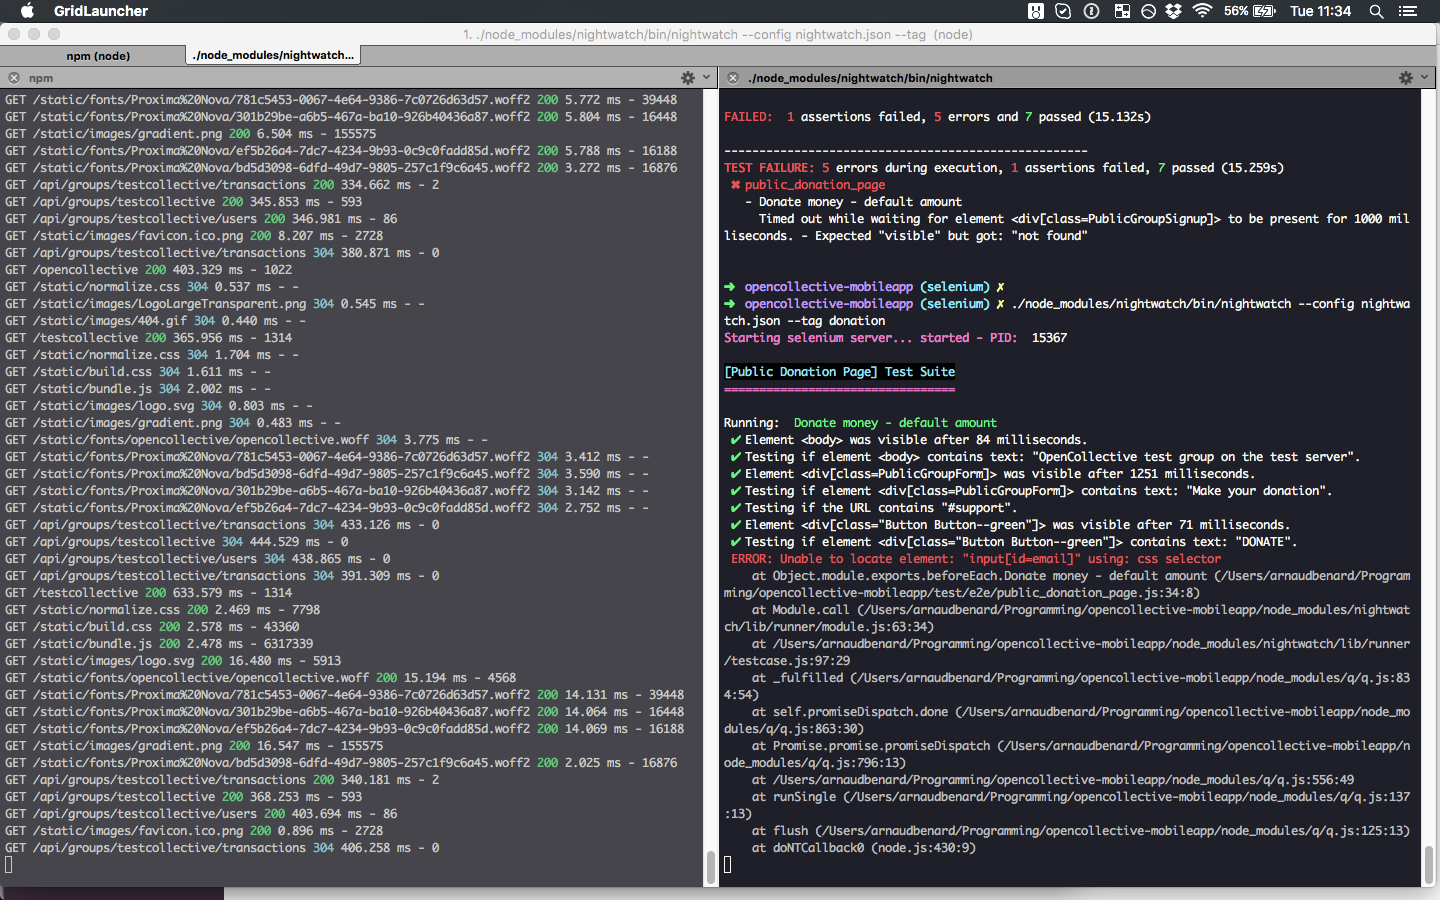 GridLauncher
56%
Tue 11:34
1. ./node_modules/nightwatch/bin/nightwatch --config nightwatch.json --tag (node)
npm (node)
./node_modules/nightwatch...
npm
GET /static/fonts/Proxima%20Nova/781c5453-0067-4e64-9386-7c0726d63d57.woff2 200 5.772 ms - 39448
GET /static/fonts/Proxima%20Nova/301b29be-a6b5-467a-ba10-926b40436a87.woff2 200 5.804 ms - 16448
GET /static/images/gradient.png 200 6.504 ms - 155575
GET /static/fonts/Proxima%20Nova/ef5b26a4-7dc7-4234-9b93-0c9c0fadd85d.woff2 200 5.788 ms - 16188
GET /static/fonts/Proxima%20Nova/bd5d3098-6dfd-49d7-9805-257c1f9c6a45.woff2 200 3.272 ms - 16876
GET /api/groups/testcollective/transactions 200 334.662 ms - 2
GET /api/groups/testcollective 200 345.853 ms - 593
GET /api/groups/testcollective/users 200 346.981 ms - 86
GET /static/images/favicon.ico.png 200 8.207 ms - 2728
GET /api/groups/testcollective/transactions 304 380.871 ms - 0
GET /opencollective 200 403.329 ms - 1022
GET /static/normalize.css 304 0.537 ms - -
GET /static/images/LogoLargeTransparent.png 304 0.545 ms - -
GET /static/images/404.gif 304 0.440 ms - -
GET /testcollective 200 365.956 ms - 1314
GET /static/normalize.css 304 1.704 ms - -
GET /static/build.css 304 1.611 ms - -
GET /static/bundle.js 304 2.002 ms - -
GET /static/images/logo.svg 304 0.803 ms - -
GET /static/images/gradient.png 304 0.483 ms - -
GET /static/fonts/opencollective/opencollective.woff 304 3.775 ms - -
GET /static/fonts/Proxima%20Nova/781c5453-0067-4e64-9386-7c0726d63d57.woff2 304 3.412 ms - -
GET /static/fonts/Proxima%20Nova/bd5d3098-6dfd-49d7-9805-257c1f9c6a45.woff2 304 3.590 ms - -
GET /static/fonts/Proxima%20Nova/301b29be-a6b5-467a-ba10-926b40436a87.woff2 304 3.142 ms - -
GET /static/fonts/Proxima%20Nova/ef5b26a4-7dc7-4234-9b93-0c9c0fadd85d.woff2 304 2.752 ms - -
GET /api/groups/testcollective/transactions 304 433.126 ms - 0
GET /api/groups/testcollective 304 444.529 ms - 0
GET /api/groups/testcollective/users 304 438.865 ms - 0
GET /api/groups/testcollective/transactions 304 391.309 ms - 0
GET /testcollective 200 633.579 ms - 1314
GET /static/normalize.css 200 2.469 ms - 7798
GET /static/build.css 200 2.578 ms - 43360
GET /static/bundle.js 200 2.478 ms - 6317339
GET /static/images/logo.svg 200 16.480 ms - 5913
GET /static/fonts/opencollective/opencollective.woff 200 15.194 ms - 4568
GET /static/fonts/Proxima%20Nova/781c5453-0067-4e64-9386-7c0726d63d57.woff2 200 14.131 ms - 39448
GET /static/fonts/Proxima%20Nova/301b29be-a6b5-467a-ba10-926b40436a87.woff2 200 14.064 ms - 16448
GET /static/fonts/Proxima%20Nova/ef5b26a4-7dc7-4234-9b93-0c9c0fadd85d.woff2 200 14.069 ms - 16188
GET /static/images/gradient.png 200 16.547 ms - 155575
GET /static/fonts/Proxima%20Nova/bd5d3098-6dfd-49d7-9805-257c1f9c6a45.woff2 200 2.025 ms - 16876
GET /api/groups/testcollective/transactions 200 340.181 ms - 2
GET /api/groups/testcollective 200 368.253 ms - 593
GET /api/groups/testcollective/users 200 403.694 ms - 86
GET /static/images/favicon.ico.png 200 0.896 ms - 2728
GET /api/groups/testcollective/transactions 304 406.258 ms - 0
./node_modules/nightwatch/bin/nightwatch
FAILED:  1 assertions failed, 5 errors and 7 passed (15.132s)
----------------------------------------------------
TEST FAILURE: 5 errors during execution, 1 assertions failed, 7 passed (15.259s)
✖ public_donation_page
- Donate money - default amount
Timed out while waiting for element <div[class=PublicGroupSignup]> to be present for 1000 mil
liseconds. - Expected "visible" but got: "not found"
➜ opencollective-mobileapp (selenium) ✗
➜ opencollective-mobileapp (selenium) ✗ ./node_modules/nightwatch/bin/nightwatch --config nightwa
tch.json --tag donation
Starting selenium server... started - PID:  15367
[Public Donation Page] Test Suite
=================================
Running:  Donate money - default amount
✔ Element <body> was visible after 84 milliseconds.
✔ Testing if element <body> contains text: "OpenCollective test group on the test server".
✔ Element <div[class=PublicGroupForm]> was visible after 1251 milliseconds.
✔ Testing if element <div[class=PublicGroupForm]> contains text: "Make your donation".
✔ Testing if the URL contains "#support".
✔ Element <div[class="Button Button--green"]> was visible after 71 milliseconds.
✔ Testing if element <div[class="Button Button--green"]> contains text: "DONATE".
ERROR: Unable to locate element: "input[id=email]" using: css selector
at Object.module.exports.beforeEach.Donate money - default amount (/Users/arnaudbenard/Program
ming/opencollective-mobileapp/test/e2e/public_donation_page.js:34:8)
at Module.call (/Users/arnaudbenard/Programming/opencollective-mobileapp/node_modules/nightwat
ch/lib/runner/module.js:63:34)
at /Users/arnaudbenard/Programming/opencollective-mobileapp/node_modules/nightwatch/lib/runner
/testcase.js:97:29
at _fulfilled (/Users/arnaudbenard/Programming/opencollective-mobileapp/node_modules/q/q.js:83
4:54)
at self.promiseDispatch.done (/Users/arnaudbenard/Programming/opencollective-mobileapp/node_mo
dules/q/q.js:863:30)
at Promise.promise.promiseDispatch (/Users/arnaudbenard/Programming/opencollective-mobileapp/n
ode_modules/q/q.js:796:13)
at /Users/arnaudbenard/Programming/opencollective-mobileapp/node_modules/q/q.js:556:49
at runSingle (/Users/arnaudbenard/Programming/opencollective-mobileapp/node_modules/q/q.js:137
:13)
at flush (/Users/arnaudbenard/Programming/opencollective-mobileapp/node_modules/q/q.js:125:13)
at doNTCallback0 (node.js:430:9)